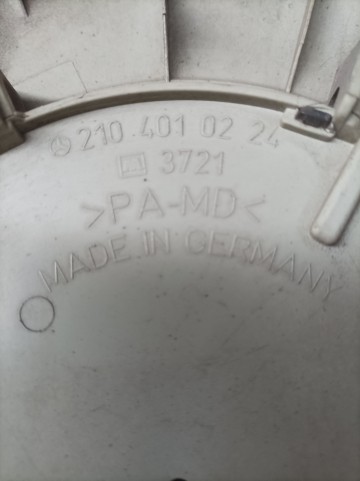 210 401 02 24
3721
>PA-MD<
MADE IN GERMANY